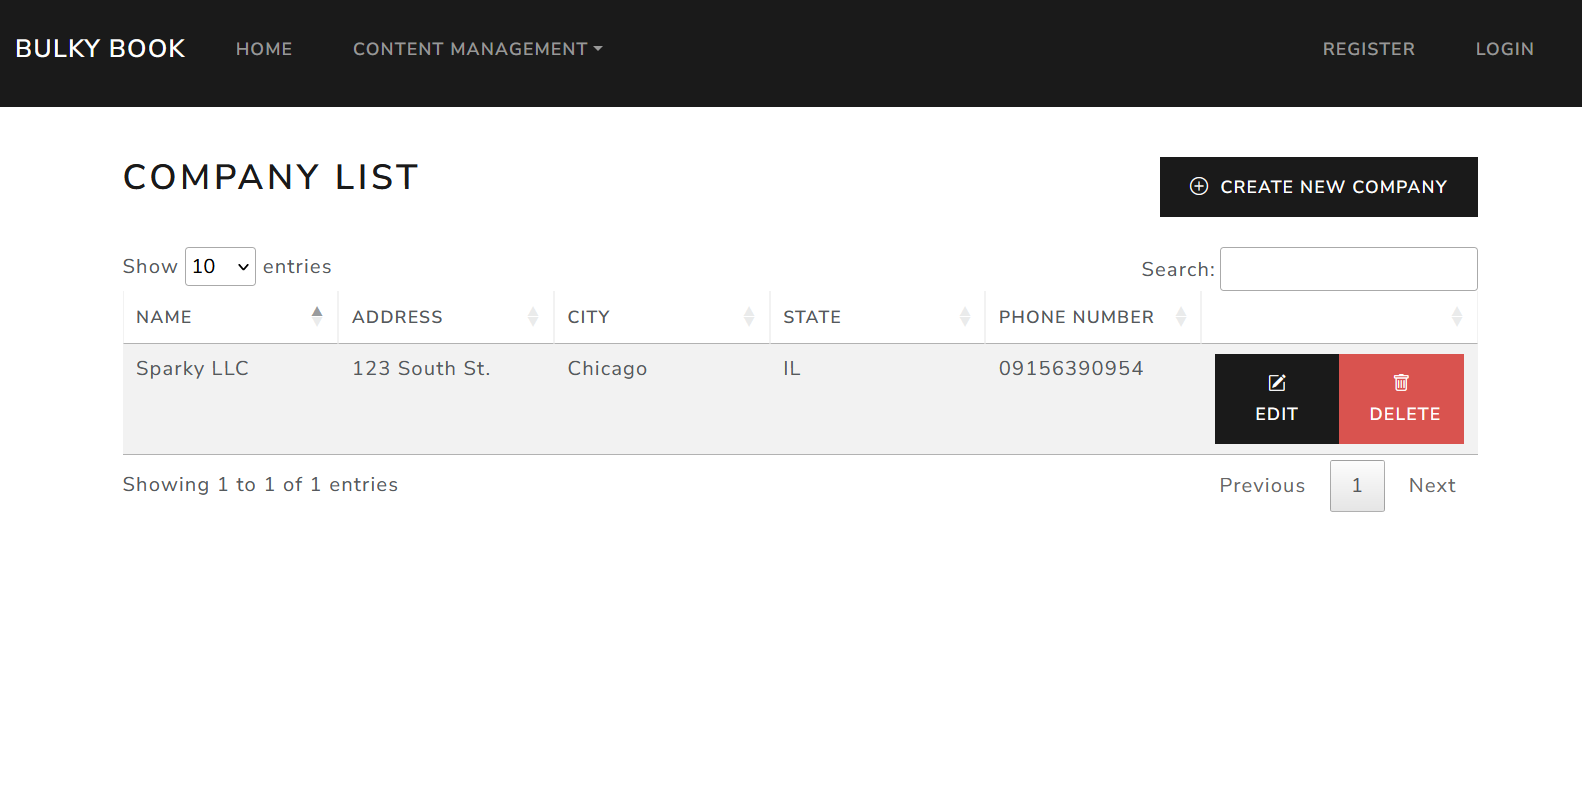 BULKY BOOK HOME CONTENT MANAGEMENT REGISTER LOGIN
COMPANY LIST
CREATE NEW COMPANY
Show 10 entries
Search:
NAME ADDRESS CITY STATE PHONE NUMBER
Sparky LLC 123 South St. Chicago IL 09156390954
EDIT DELETE
Showing 1 to 1 of 1 entries
Previous 1 Next